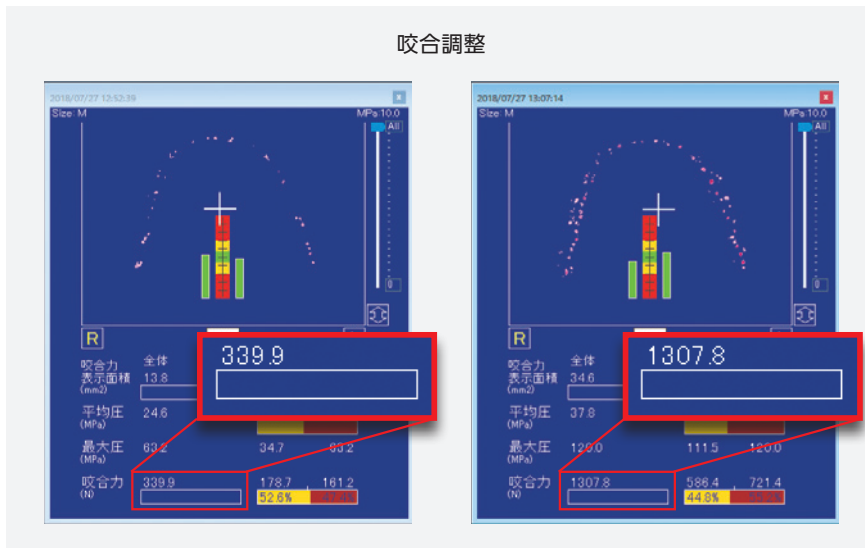 咬合調整
2018/07/27 12:52:39
Size: M
MPa:10.0
All
0
R
339.9
咬合力
表示面積
(mm2)
全体
13.8
平均圧
(MPa)
24.6
最大圧
(MPa)
63.2
34.7
63.2
咬合力
(N)
339.9
178.7
161.2
52.6%
47.4%
2018/07/27 13:07:14
Size: M
MPa:10.0
All
0
R
1307.8
咬合力
表示面積
(mm2)
全体
34.6
平均圧
(MPa)
37.8
最大圧
(MPa)
120.0
111.5
120.0
咬合力
(N)
1307.8
586.4
721.4
44.8%
55.2%